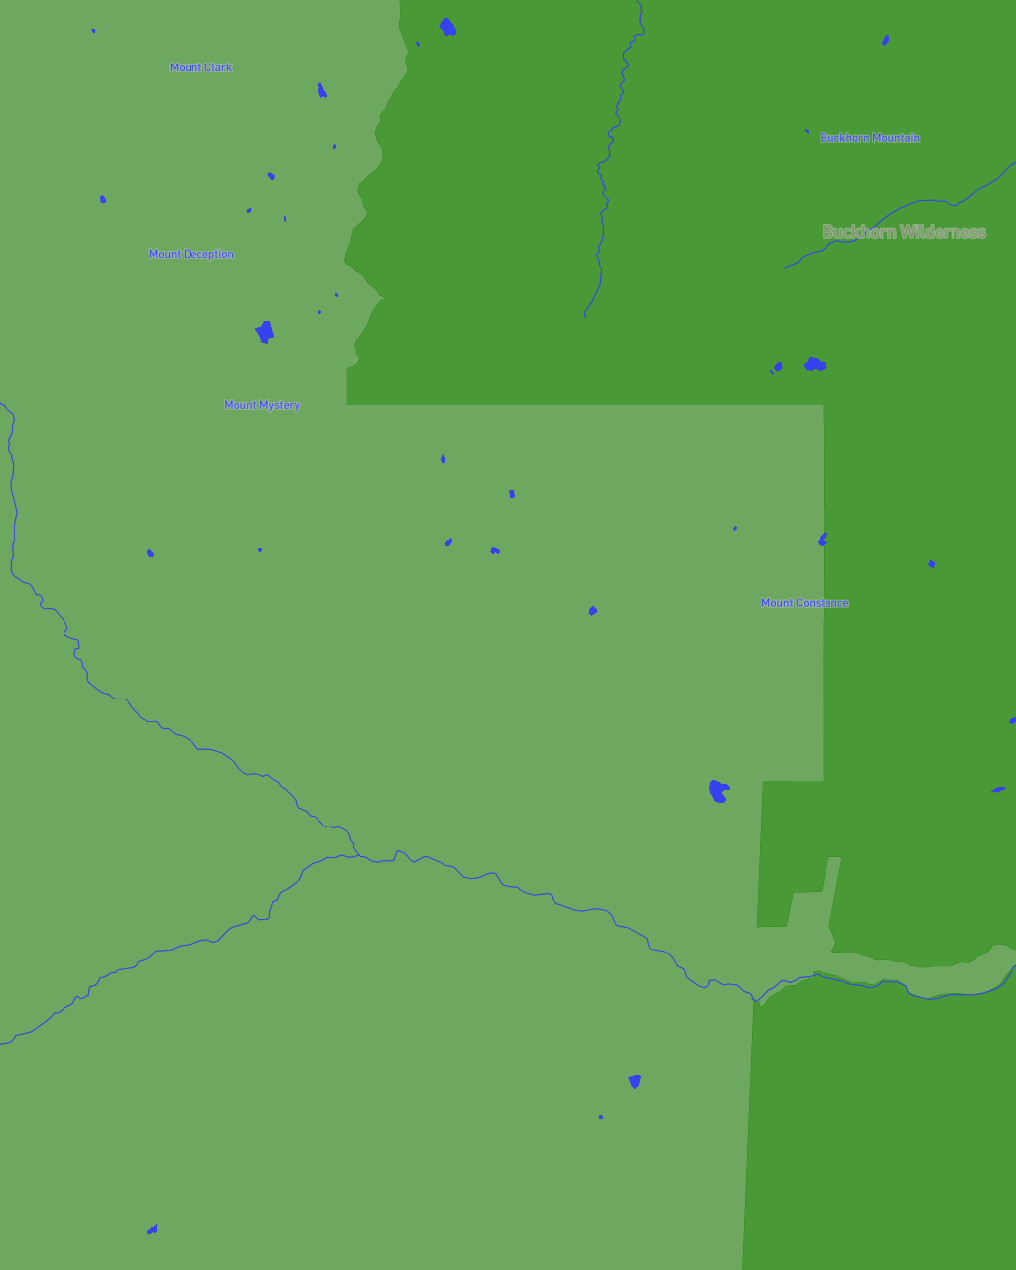 Mount Clark
Buckhorn Mountain
Buckhorn Wilderness
Mount Deception
Mount Mystery
Mount Constance